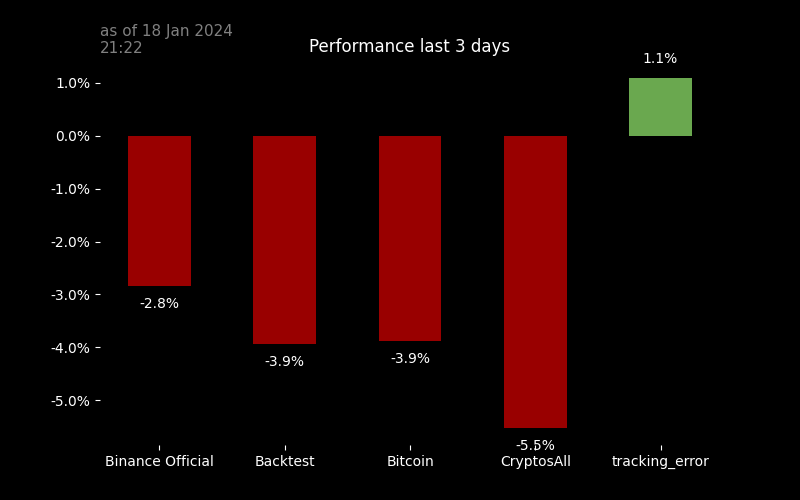 as of 18 Jan 2024
21:22
Performance last 3 days
1.1%
1.0%
0.0%
-1.0%
-2.0%
-3.0%
-4.0%
-5.0%
-2.8%
-3.9%
-3.9%
-5.5%
Binance Official
Backtest
Bitcoin
CryptosAll
tracking_error